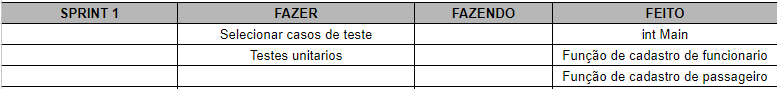 SPRINT 1 FAZER FAZENDO FEITO
Selecionar casos de teste int Main
Testes unitarios Função de cadastro de funcionario
Função de cadastro de passageiro